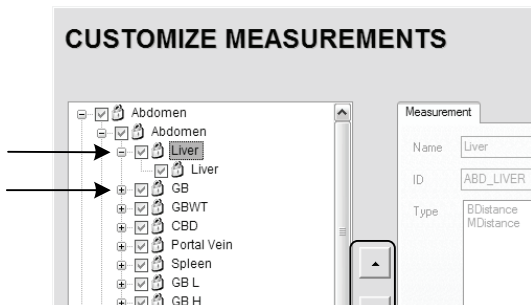 CUSTOMIZE MEASUREMENTS
Abdomen
Abdomen
Liver
Liver
GB
GBWT
CBD
Portal Vein
Spleen
GB L
GB H
Measurement
Name Liver
ID ABD_LIVER
Type BDistance
MDistance